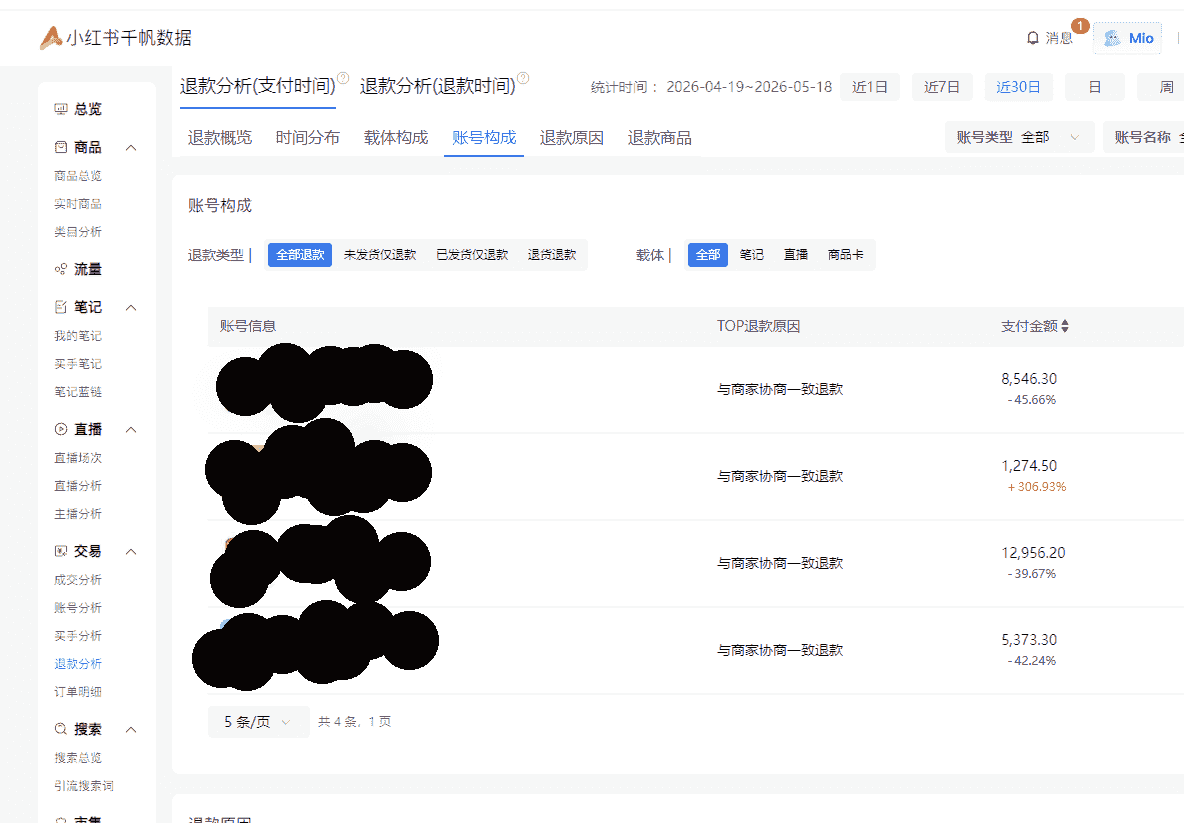 小红书千帆数据
消息 1 Mio
总览
商品
商品总览
实时商品
类目分析
流量
笔记
我的笔记
买手笔记
笔记蓝链
直播
直播场次
直播分析
主播分析
交易
成交分析
账号分析
买手分析
退款分析
订单明细
搜索
搜索总览
引流搜索词
市集
退款分析(支付时间) 退款分析(退款时间) 统计时间： 2026-04-19~2026-05-18 近1日 近7日 近30日 日 周
退款概览 时间分布 载体构成 账号构成 退款原因 退款商品 账号类型 全部 账号名称
账号构成
退款类型 全部退款 未发货仅退款 已发货仅退款 退货退款 载体 全部 笔记 直播 商品卡
账号信息 TOP退款原因 支付金额
与商家协商一致退款 8,546.30
-45.66%
与商家协商一致退款 1,274.50
+306.93%
与商家协商一致退款 12,956.20
-39.67%
与商家协商一致退款 5,373.30
-42.24%
5 条/页 共 4 条, 1 页
退款原因